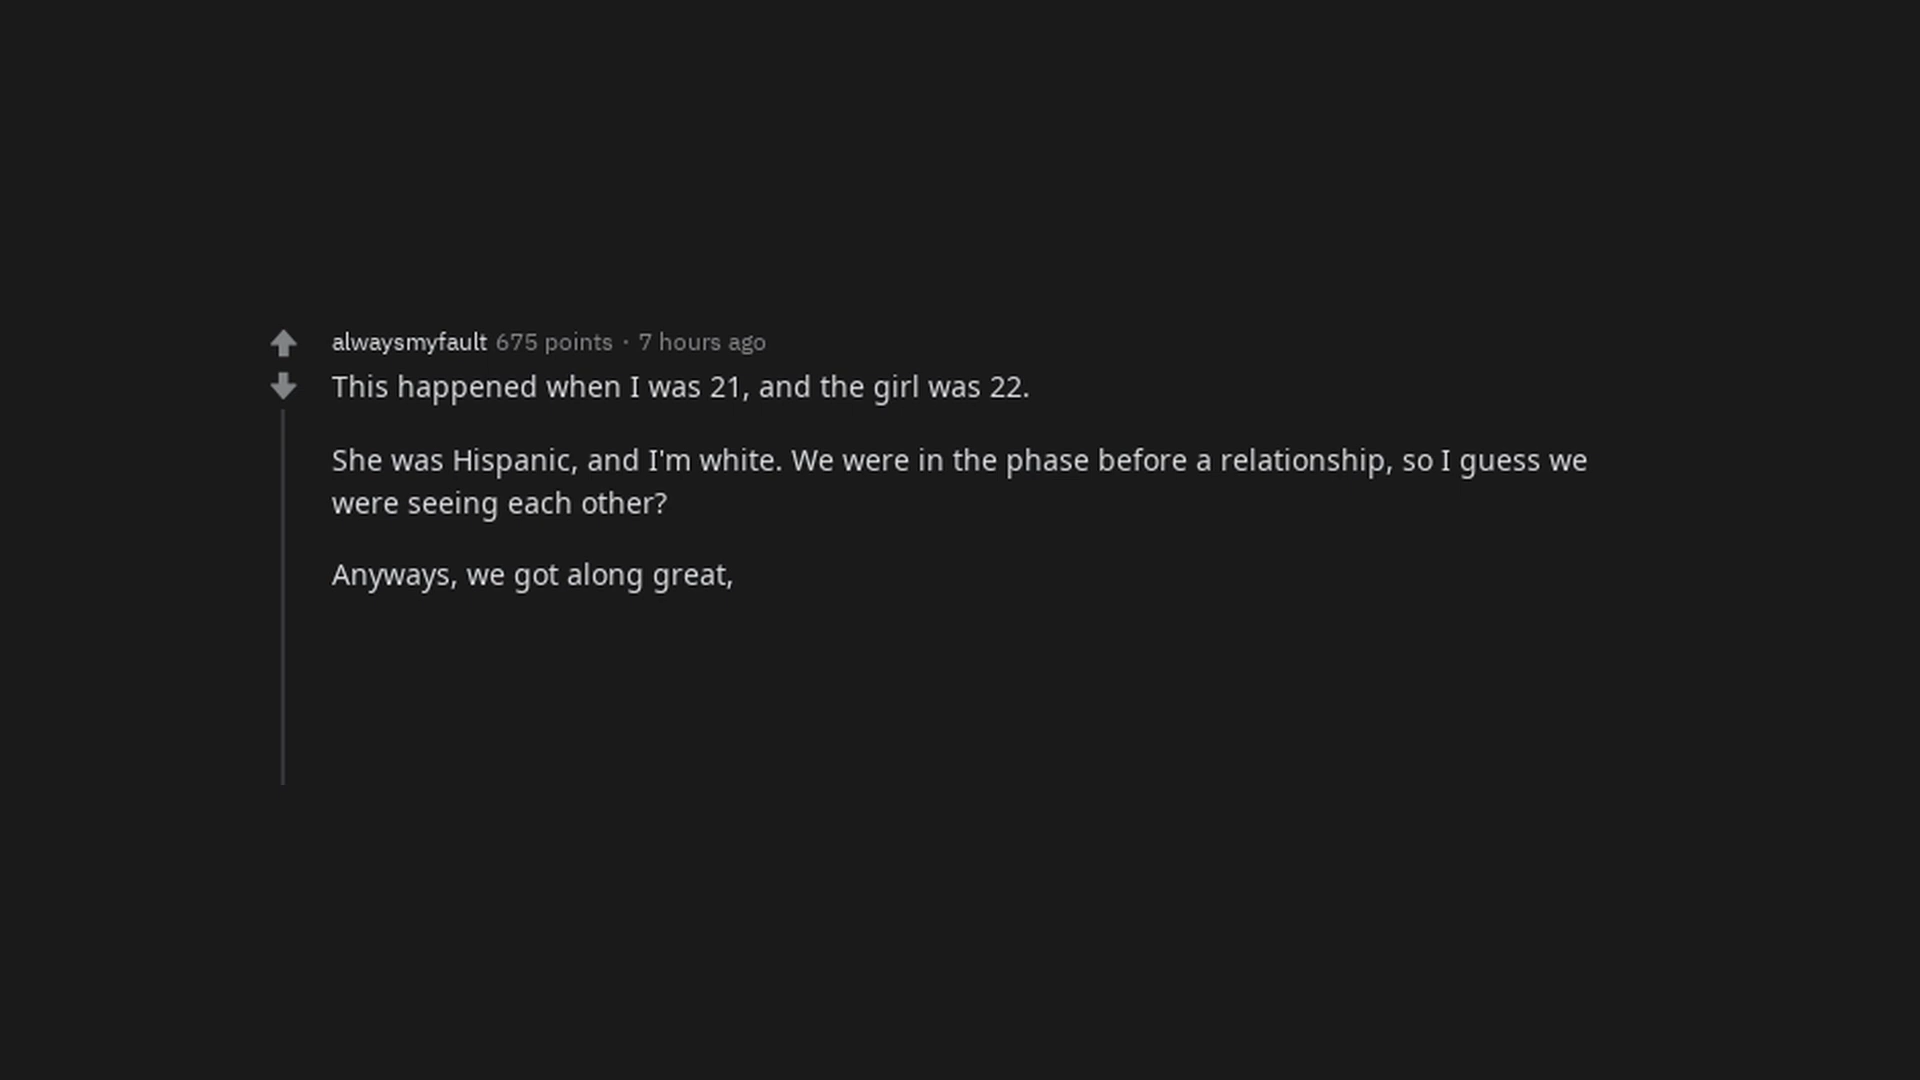 alwaysmyfault 675 points · 7 hours ago
This happened when I was 21, and the girl was 22.
She was Hispanic, and I'm white. We were in the phase before a relationship, so I guess we
were seeing each other?
Anyways, we got along great,